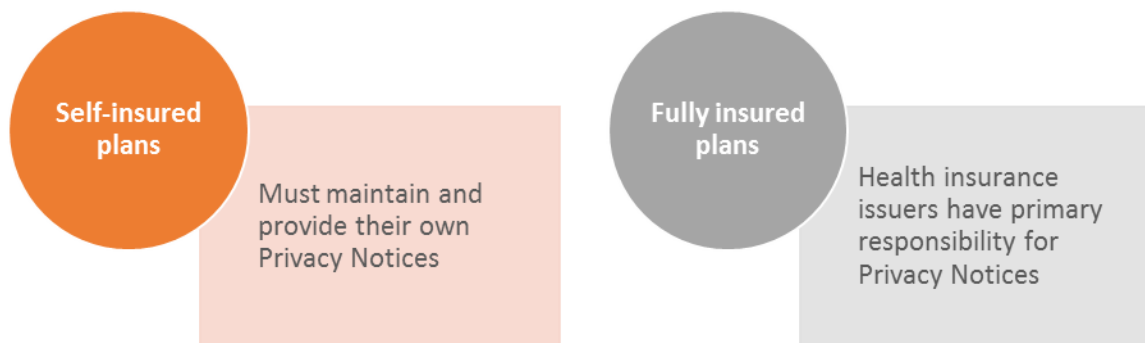 Self-insured
plans
Must maintain and
provide their own
Privacy Notices
Fully insured
plans
Health insurance
issuers have primary
responsibility for
Privacy Notices